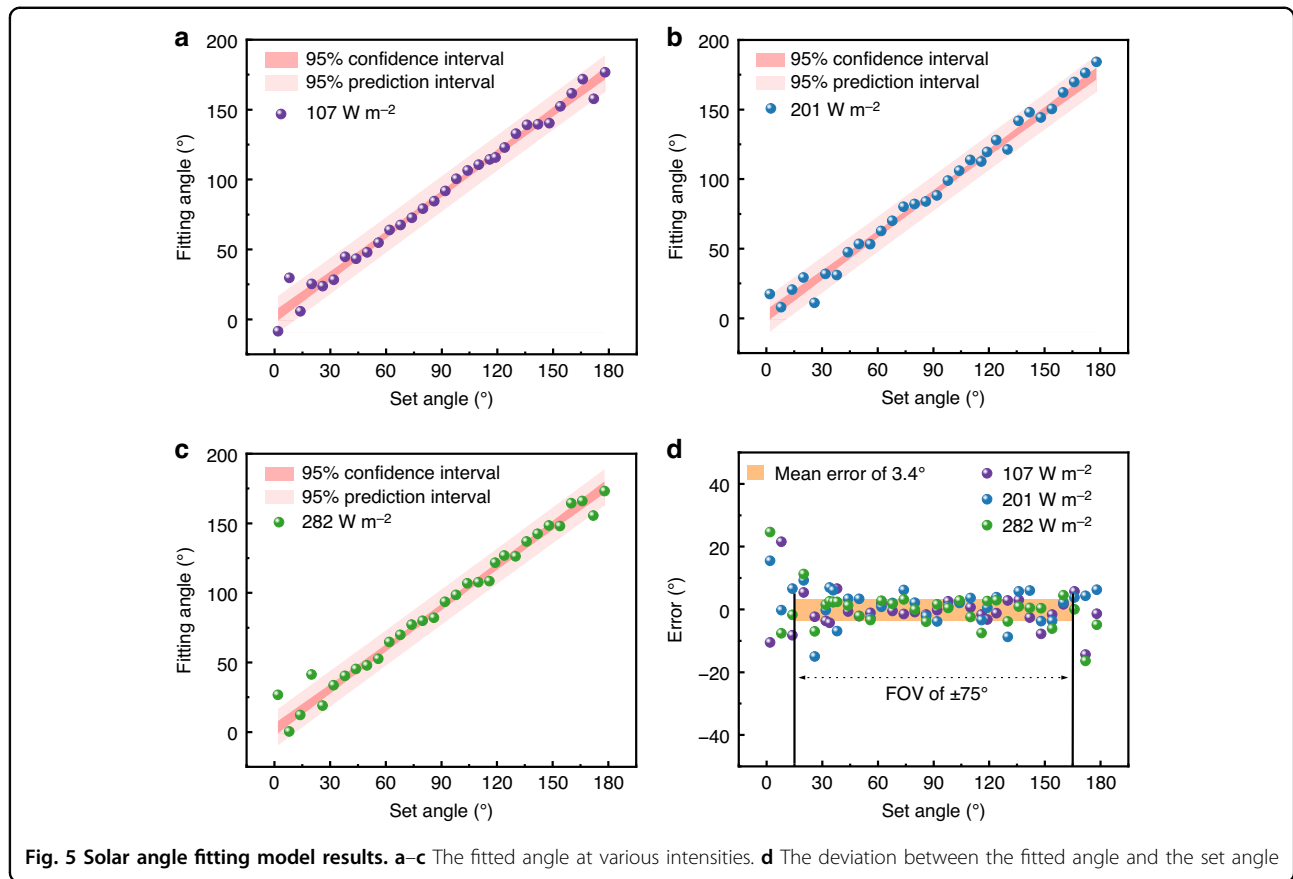 a
200
150
100
50
0
Fitting angle (°)
95% confidence interval
95% prediction interval
107 W m⁻²
0 30 60 90 120 150 180
Set angle (°)
b
200
150
100
50
0
Fitting angle (°)
95% confidence interval
95% prediction interval
201 W m⁻²
0 30 60 90 120 150 180
Set angle (°)
c
200
150
100
50
0
Fitting angle (°)
95% confidence interval
95% prediction interval
282 W m⁻²
0 30 60 90 120 150 180
Set angle (°)
d
40
20
0
−20
−40
Error (°)
Mean error of 3.4°
107 W m⁻²
201 W m⁻²
282 W m⁻²
FOV of ±75°
0 30 60 90 120 150 180
Set angle (°)
Fig. 5 Solar angle fitting model results. a–c The fitted angle at various intensities. d The deviation between the fitted angle and the set angle